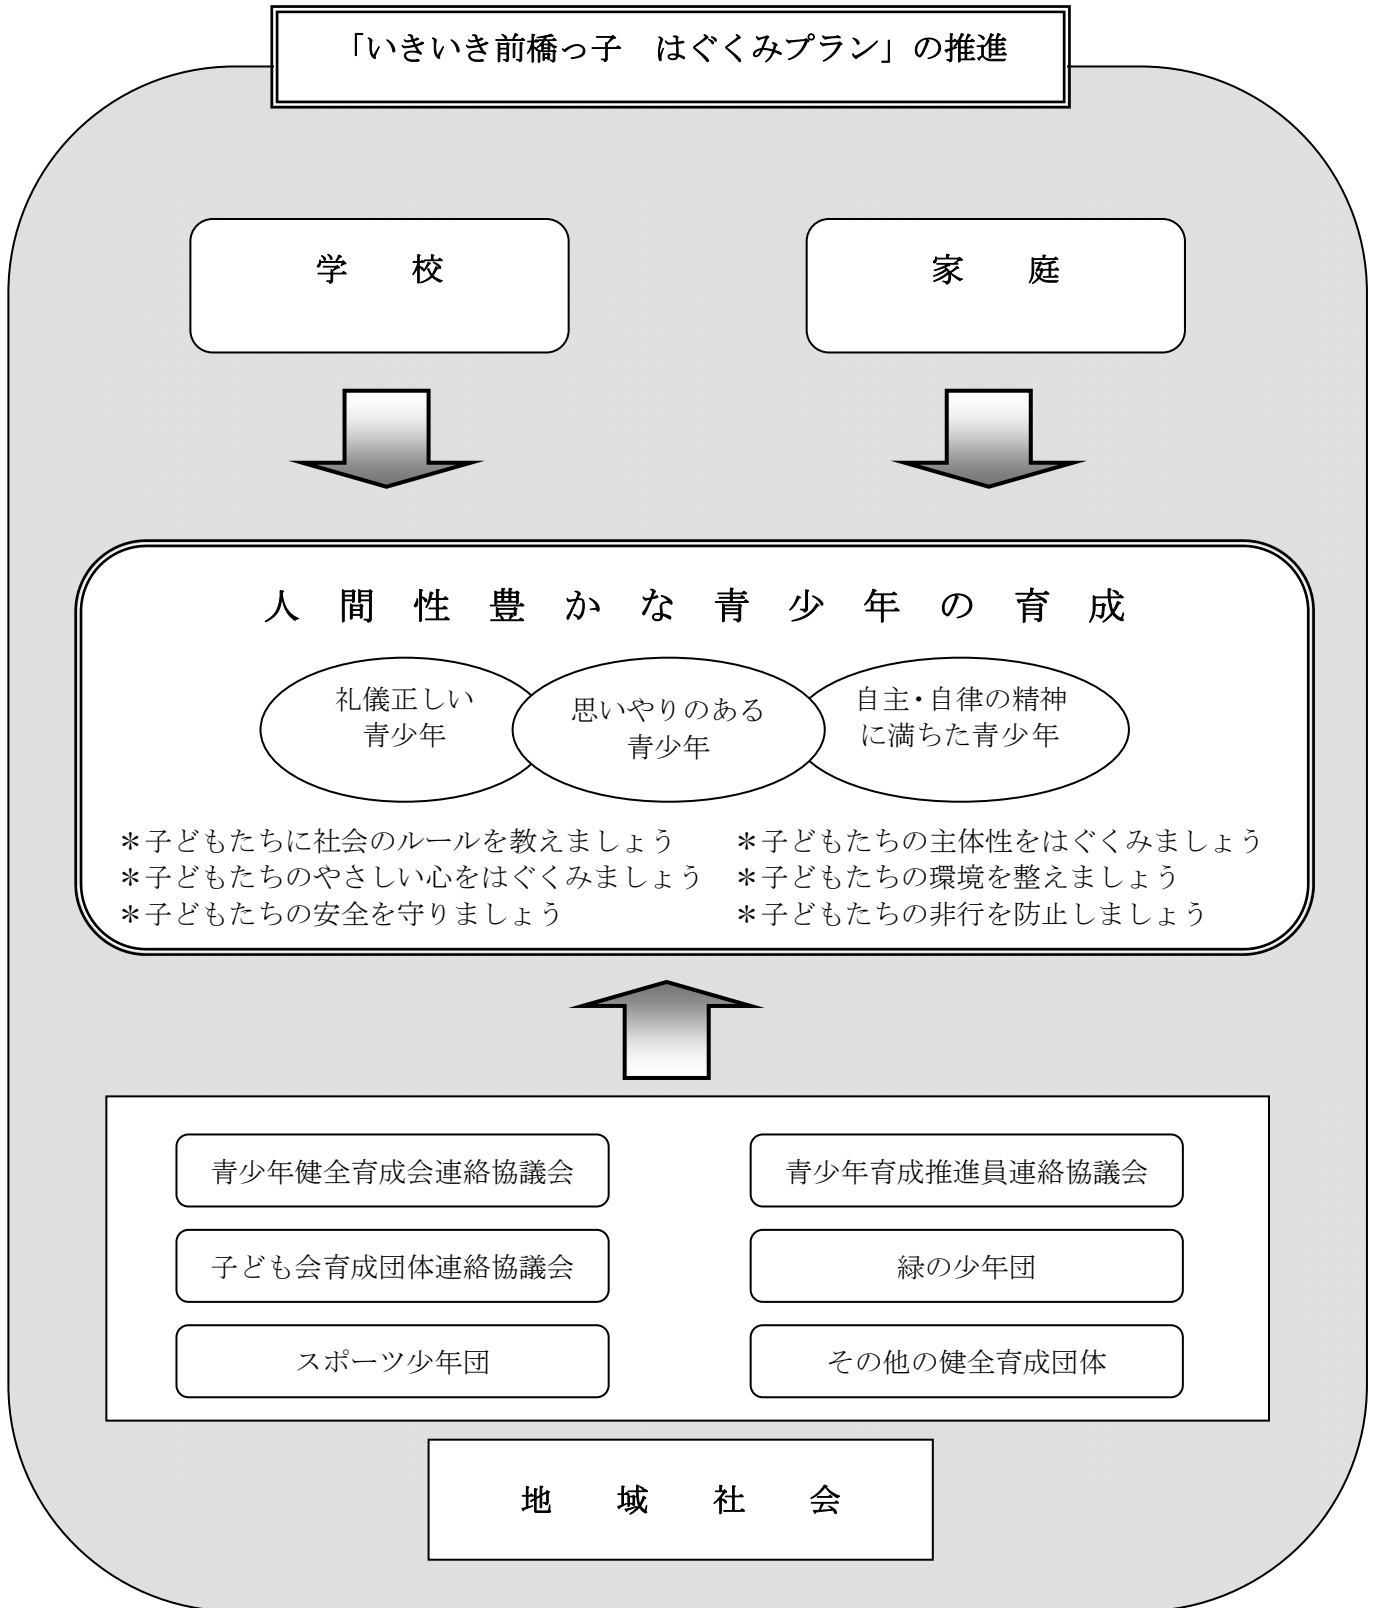 「いきいき前橋っ子　はぐくみプラン」の推進
学　校
家　庭
人間性豊かな青少年の育成
礼儀正しい
青少年
思いやりのある
青少年
自主・自律の精神
に満ちた青少年
＊子どもたちに社会のルールを教えましょう
＊子どもたちのやさしい心をはぐくみましょう
＊子どもたちの安全を守りましょう
＊子どもたちの主体性をはぐくみましょう
＊子どもたちの環境を整えましょう
＊子どもたちの非行を防止しましょう
青少年健全育成会連絡協議会
青少年育成推進員連絡協議会
子ども会育成団体連絡協議会
緑の少年団
スポーツ少年団
その他の健全育成団体
地　域　社　会